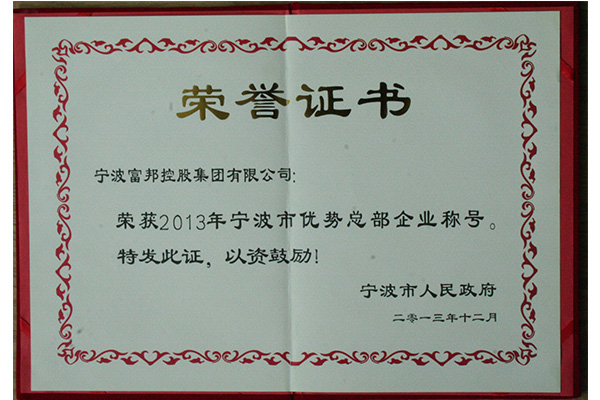 荣誉证书
宁波富邦控股集团有限公司:
荣获2013年宁波市优势总部企业称号。
特发此证，以资鼓励!
宁波市人民政府
二零一三年十二月